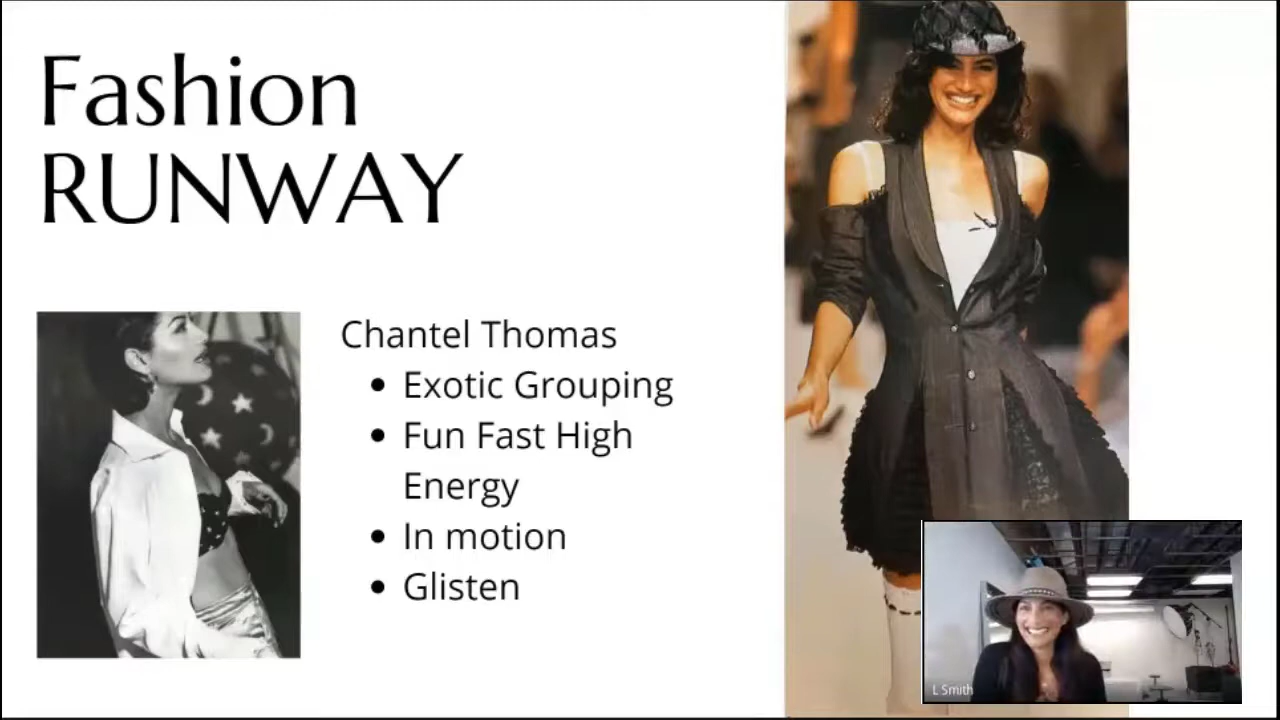 Fashion
RUNWAY
Chantel Thomas
• Exotic Grouping
• Fun Fast High
Energy
• In motion
• Glisten
L Smith